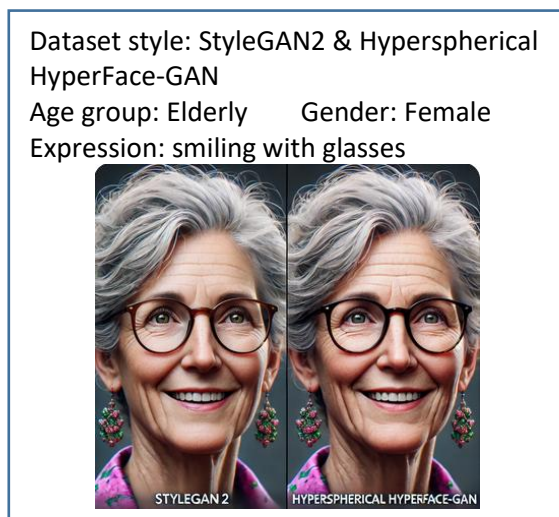 Dataset style: StyleGAN2 & Hyperspherical
HyperFace-GAN
Age group: Elderly Gender: Female
Expression: smiling with glasses
STYLEGAN 2
HYPERSPHERICAL HYPERFACE-GAN